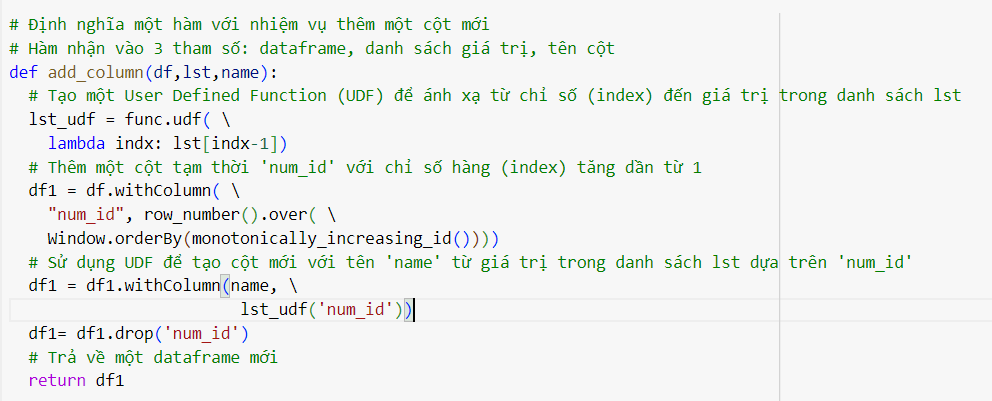 # Định nghĩa một hàm với nhiệm vụ thêm một cột mới
# Hàm nhận vào 3 tham số: dataframe, danh sách giá trị, tên cột
def add_column(df,lst,name):
  # Tạo một User Defined Function (UDF) để ánh xạ từ chỉ số (index) đến giá trị trong danh sách lst
  lst_udf = func.udf( \
    lambda indx: lst[indx-1])
  # Thêm một cột tạm thời 'num_id' với chỉ số hàng (index) tăng dần từ 1
  df1 = df.withColumn( \
    "num_id", row_number().over( \
    Window.orderBy(monotonically_increasing_id())))
  # Sử dụng UDF để tạo cột mới với tên 'name' từ giá trị trong danh sách lst dựa trên 'num_id'
  df1 = df1.withColumn(name, \
                       lst_udf('num_id'))
  df1= df1.drop('num_id')
  # Trả về một dataframe mới
  return df1